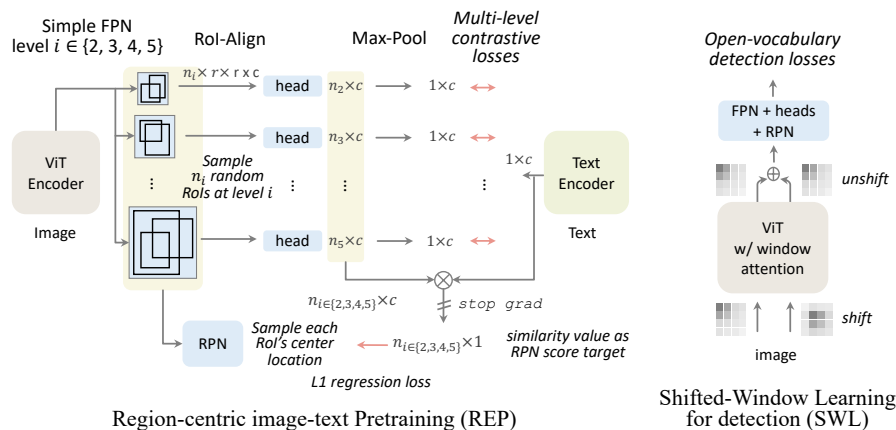 Simple FPN
level i ∈ {2, 3, 4, 5}
RoI-Align
Max-Pool
Multi-level
contrastive
losses
n_i × r × r x c
head
n_2×c
1×c
head
n_3×c
1×c
ViT
Encoder
Image
Sample
n_i random
RoIs at level i
...
...
...
...
1×c
Text
Encoder
Text
head
n_5×c
1×c
n_{i∈{2,3,4,5}}×c
stop grad
RPN
Sample each
RoI's center
location
n_{i∈{2,3,4,5}}×1
similarity value as
RPN score target
L1 regression loss
Region-centric image-text Pretraining (REP)
Open-vocabulary
detection losses
FPN + heads
+ RPN
unshift
ViT
w/ window
attention
shift
image
Shifted-Window Learning
for detection (SWL)